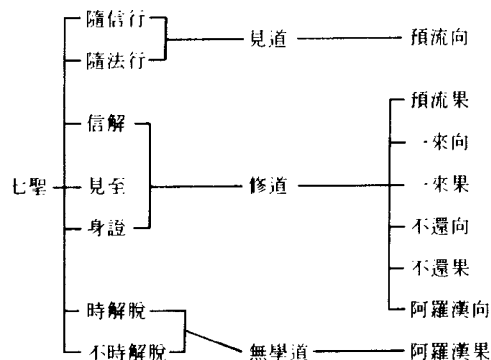 隨信行
見道
預流向
隨法行
預流果
信解
一來向
七聖
見至
修道
一來果
身證
不還向
不還果
時解脫
阿羅漢向
不時解脫
無學道
阿羅漢果